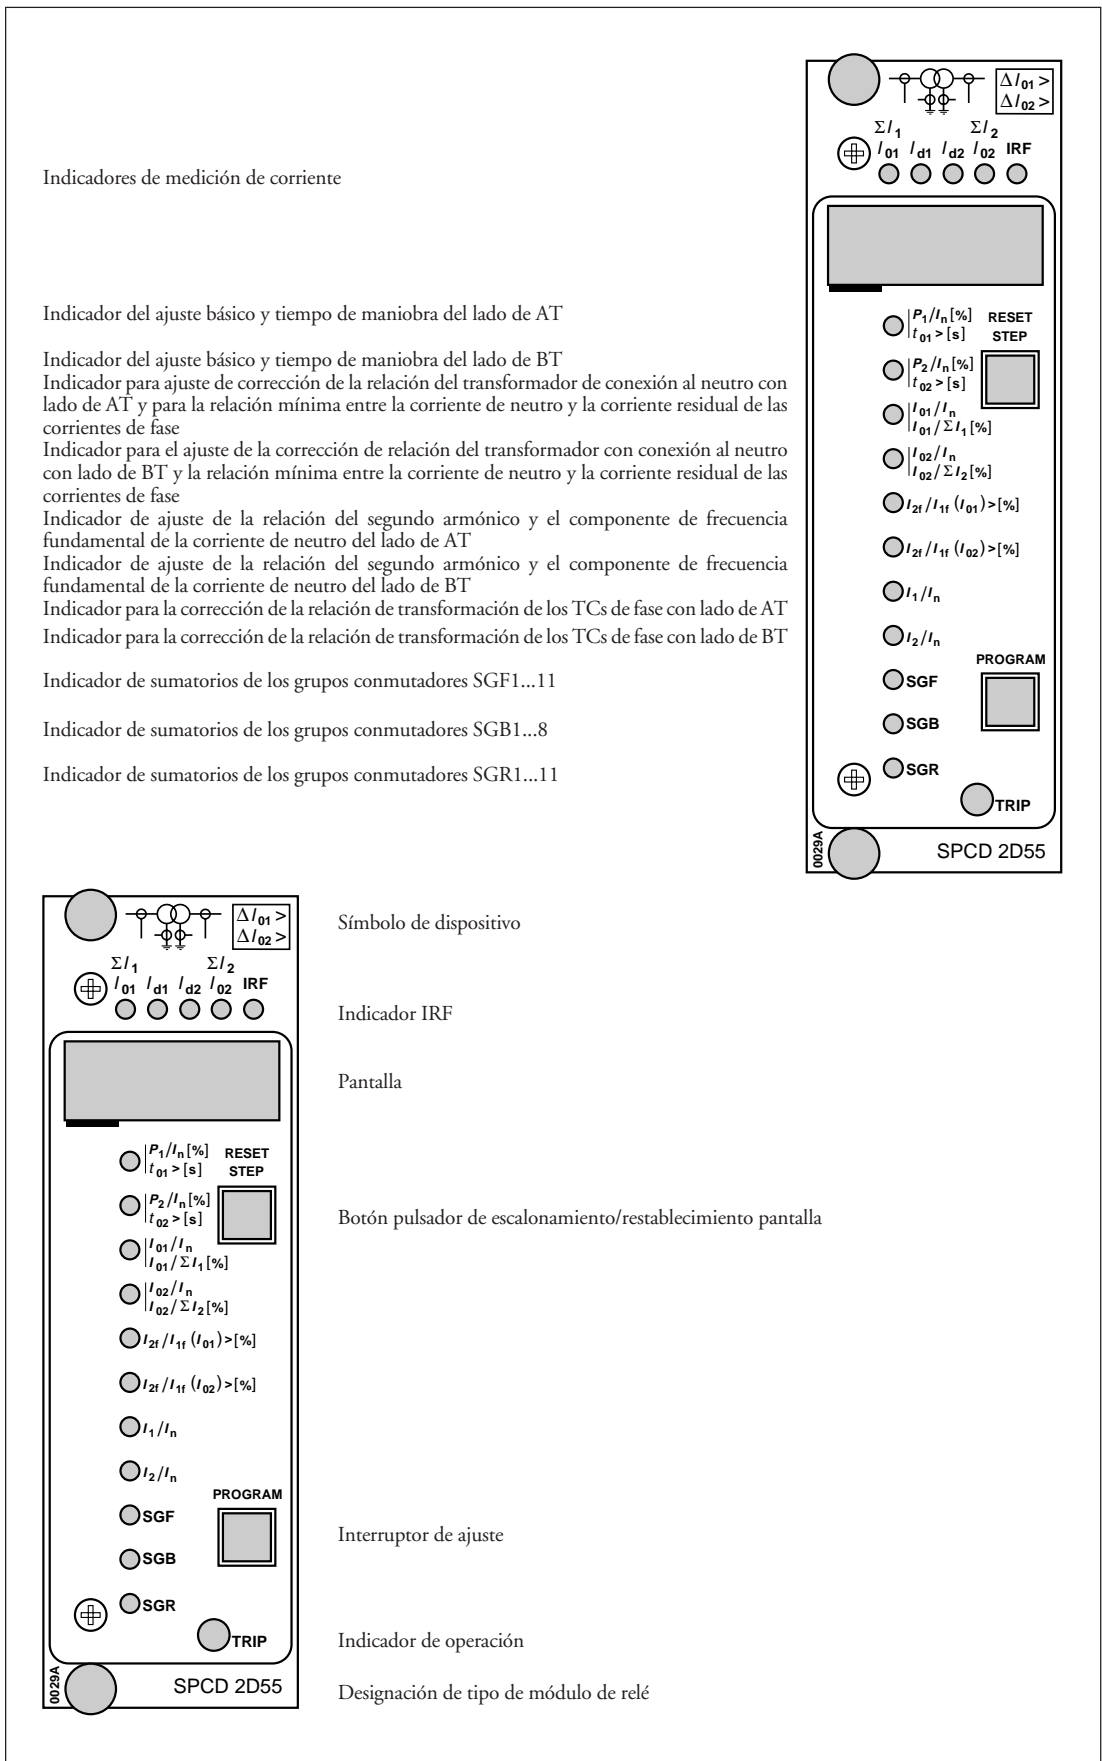 ΔI01>
ΔI02>
ΣI1 ΣI2
I01 Id1 Id2 I02 IRF
Indicadores de medición de corriente
Indicador del ajuste básico y tiempo de maniobra del lado de AT
P1/In[%]
t01>[s]
RESET
STEP
Indicador del ajuste básico y tiempo de maniobra del lado de BT
P2/In[%]
t02>[s]
Indicador para ajuste de corrección de la relación del transformador de conexión al neutro con
lado de AT y para la relación mínima entre la corriente de neutro y la corriente residual de las
corrientes de fase
I01/In
I01/ΣI1[%]
Indicador para el ajuste de la corrección de relación del transformador con conexión al neutro
con lado de BT y la relación mínima entre la corriente de neutro y la corriente residual de las
corrientes de fase
I02/In
I02/ΣI2[%]
Indicador de ajuste de la relación del segundo armónico y el componente de frecuencia
fundamental de la corriente de neutro del lado de AT
I2f/I1f (I01)>[%]
Indicador de ajuste de la relación del segundo armónico y el componente de frecuencia
fundamental de la corriente de neutro del lado de BT
I2f/I1f (I02)>[%]
Indicador para la corrección de la relación de transformación de los TCs de fase con lado de AT
I1/In
Indicador para la corrección de la relación de transformación de los TCs de fase con lado de BT
I2/In
PROGRAM
Indicador de sumatorios de los grupos conmutadores SGF1...11
SGF
Indicador de sumatorios de los grupos conmutadores SGB1...8
SGB
Indicador de sumatorios de los grupos conmutadores SGR1...11
SGR
TRIP
0029A
SPCD 2D55
ΔI01>
ΔI02>
Símbolo de dispositivo
ΣI1 ΣI2
I01 Id1 Id2 I02 IRF
Indicador IRF
Pantalla
P1/In[%]
t01>[s]
RESET
STEP
P2/In[%]
t02>[s]
Botón pulsador de escalonamiento/restablecimiento pantalla
I01/In
I01/ΣI1[%]
I02/In
I02/ΣI2[%]
I2f/I1f (I01)>[%]
I2f/I1f (I02)>[%]
I1/In
I2/In
PROGRAM
SGF
Interruptor de ajuste
SGB
SGR
TRIP
Indicador de operación
0029A
SPCD 2D55
Designación de tipo de módulo de relé